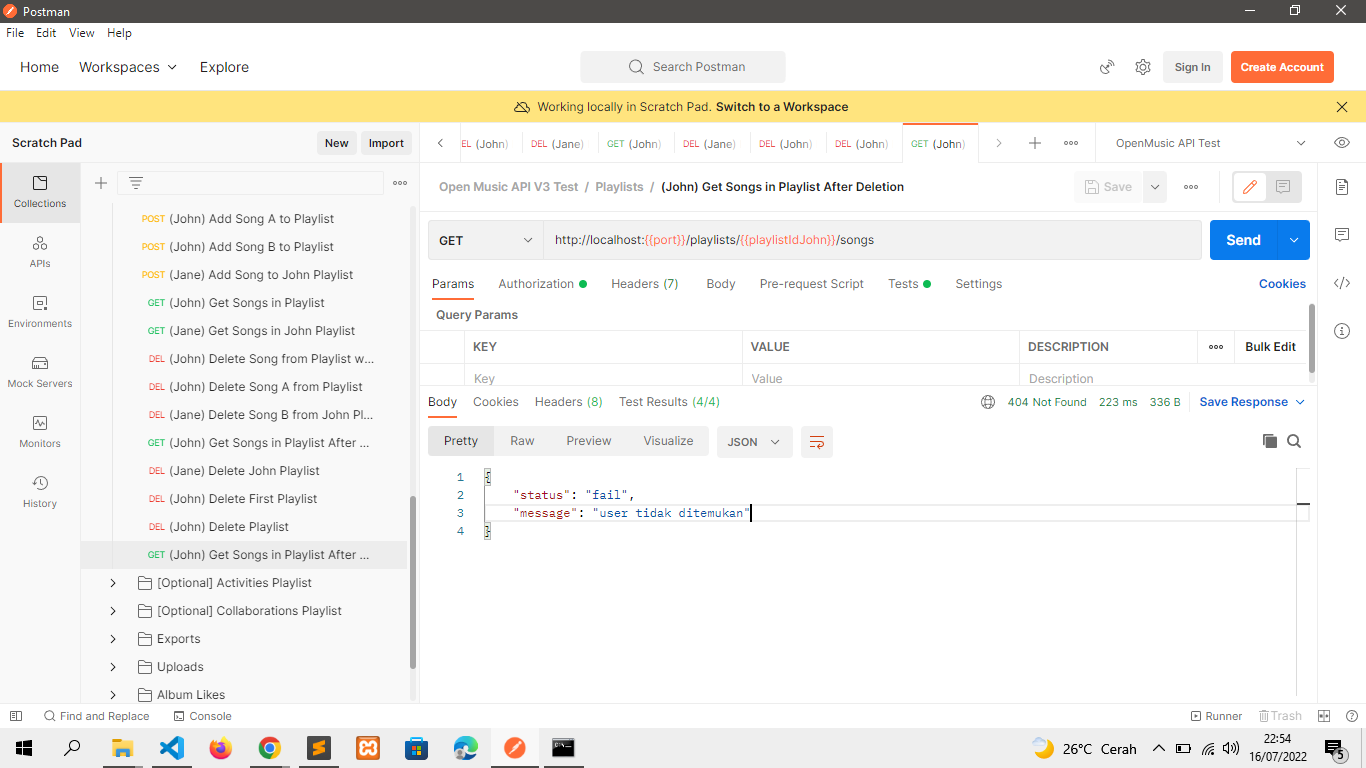 Postman
File Edit View Help
Home Workspaces Explore
Search Postman
Sign In
Create Account
Working locally in Scratch Pad. Switch to a Workspace
Scratch Pad
New
Import
EL (John)
DEL (Jane)
GET (John)
DEL (Jane)
DEL (John)
DEL (John)
GET (John)
OpenMusic API Test
Collections
APIs
Environments
Mock Servers
Monitors
History
POST (John) Add Song A to Playlist
POST (John) Add Song B to Playlist
POST (Jane) Add Song to John Playlist
GET (John) Get Songs in Playlist
GET (Jane) Get Songs in John Playlist
DEL (John) Delete Song from Playlist w...
DEL (John) Delete Song A from Playlist
DEL (Jane) Delete Song B from John Pl...
GET (John) Get Songs in Playlist After ...
DEL (Jane) Delete John Playlist
DEL (John) Delete First Playlist
DEL (John) Delete Playlist
GET (John) Get Songs in Playlist After ...
[Optional] Activities Playlist
[Optional] Collaborations Playlist
Exports
Uploads
Album Likes
Open Music API V3 Test / Playlists / (John) Get Songs in Playlist After Deletion
Save
GET
http://localhost:{{port}}/playlists/{{playlistIdJohn}}/songs
Send
Params Authorization Headers (7) Body Pre-request Script Tests Settings
Cookies
Query Params
KEY VALUE DESCRIPTION
Bulk Edit
Key Value Description
Body Cookies Headers (8) Test Results (4/4)
404 Not Found 223 ms 336 B
Save Response
Pretty Raw Preview Visualize
JSON
1 {
2 "status": "fail",
3 "message": "user tidak ditemukan"
4 }
Find and Replace
Console
Runner
Trash
26°C Cerah
22:54
16/07/2022
5